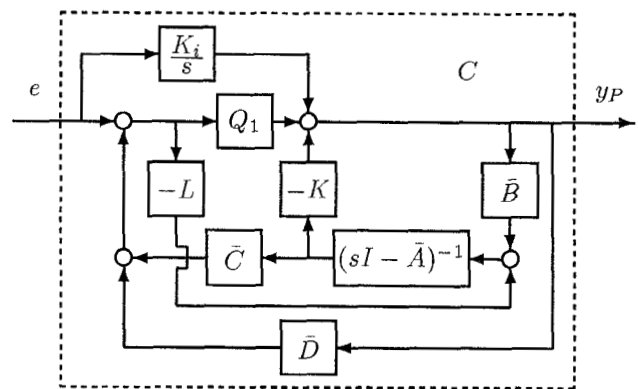 K_i
s
C
e
y_P
Q_1
-L
-K
B̄
C̄
(sI - Ā)^{-1}
D̄